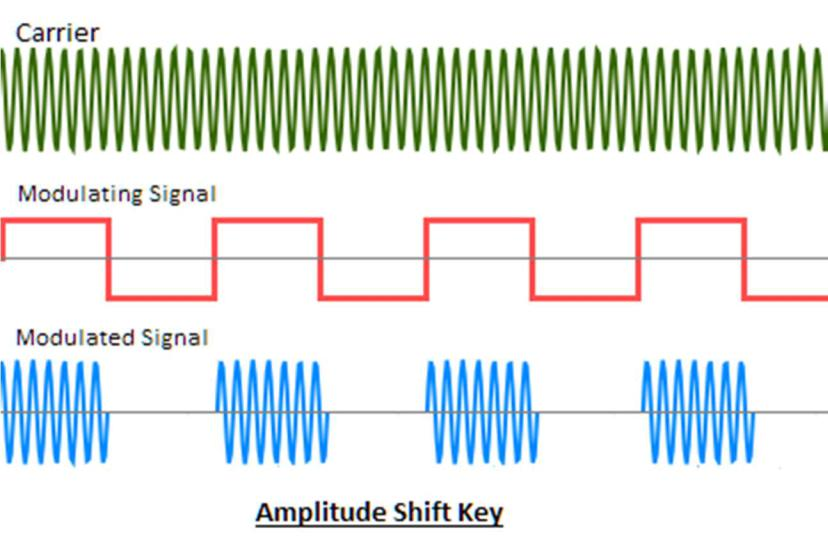 Carrier
Modulating Signal
Modulated Signal
Amplitude Shift Key